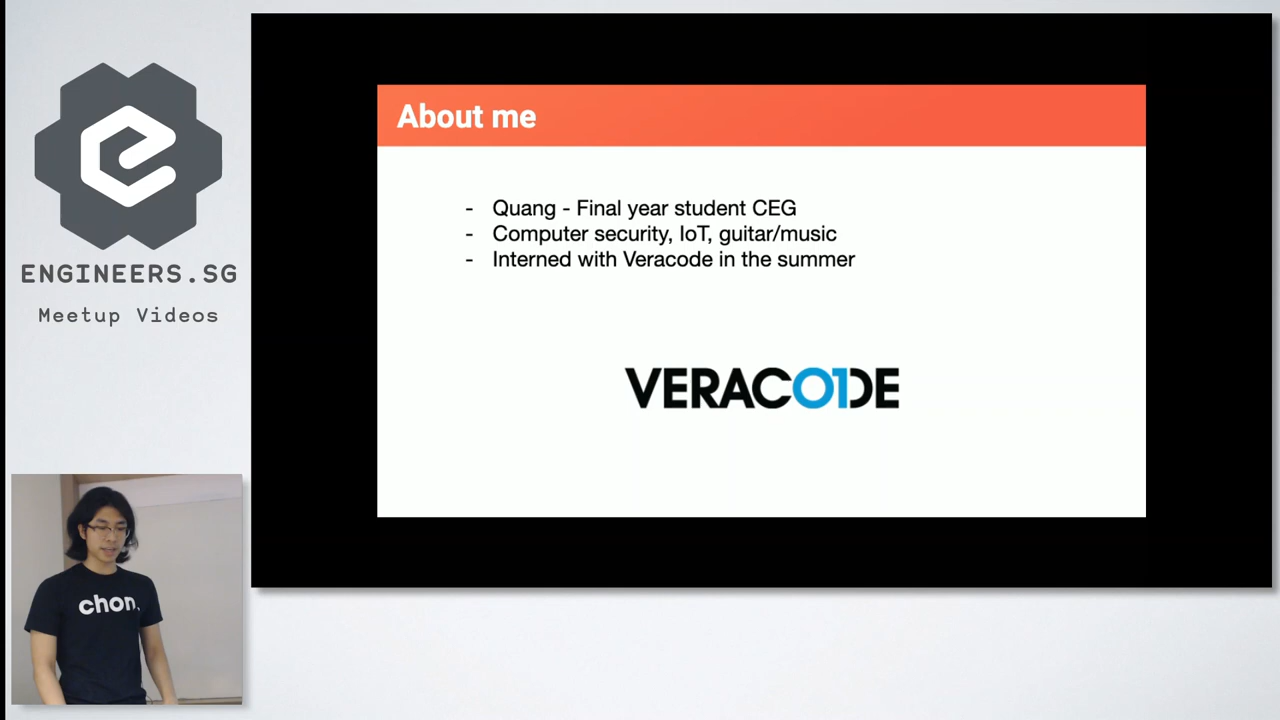 ENGINEERS.SG
Meetup Videos
About me
- Quang - Final year student CEG
- Computer security, IoT, guitar/music
- Interned with Veracode in the summer
VERACODE
chon.